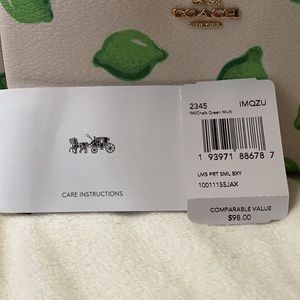 COACH
NEW YORK
2345 IMQZU
IM/Chalk Green Multi
1 93971 88678 7
LMS PRT SML BXY
10011155JAX
COMPARABLE VALUE
$98.00
CARE INSTRUCTIONS